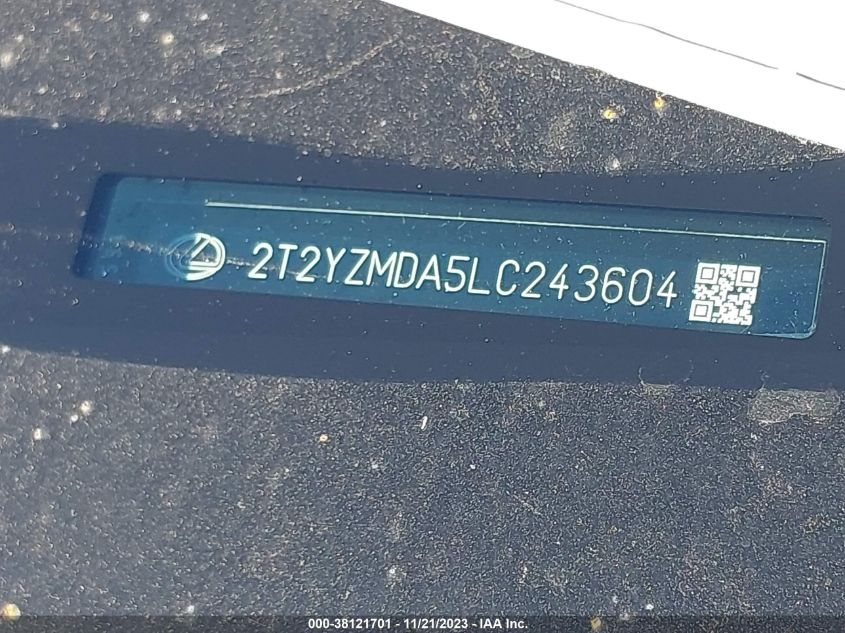 2T2YZMDA5LC243604
000-38121701 - 11/21/2023 - IAA Inc.